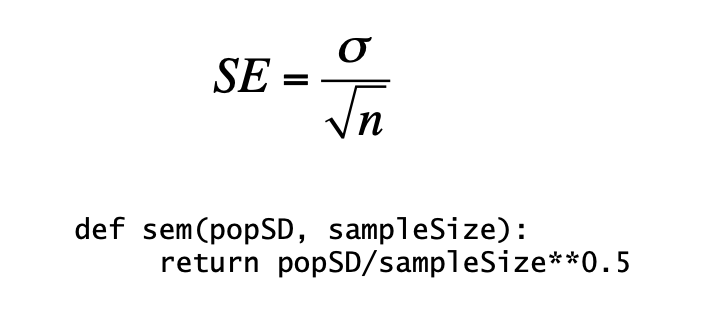 SE = σ/√n
def sem(popSD, sampleSize):
    return popSD/sampleSize**0.5